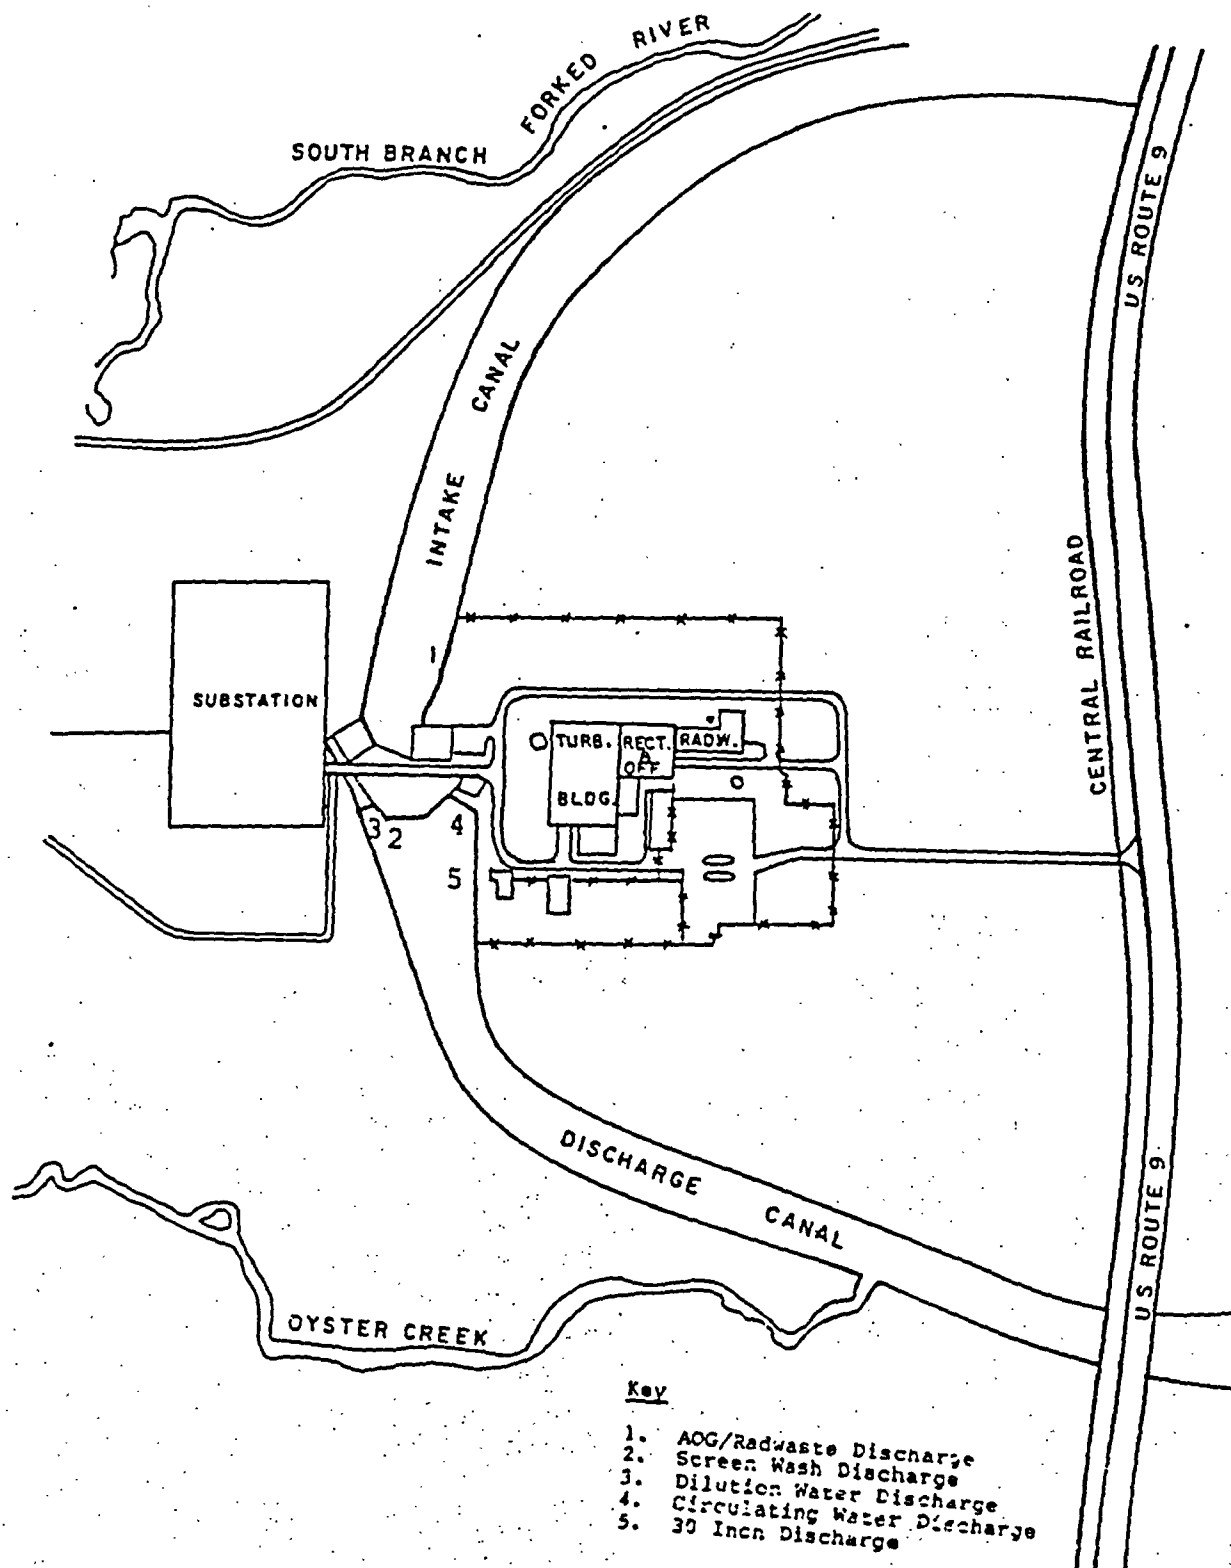 FORKED RIVER
SOUTH BRANCH
US ROUTE 9
INTAKE CANAL
CENTRAL RAILROAD
1
SUBSTATION
TURB.
BLDG.
RECT.
&
OFF
RADW.
3
2
4
5
DISCHARGE CANAL
US ROUTE 9
OYSTER CREEK
Key
1. AOG/Radwaste Discharge
2. Screen Wash Discharge
3. Dilution Water Discharge
4. Circulating Water Discharge
5. 30 Inch Discharge